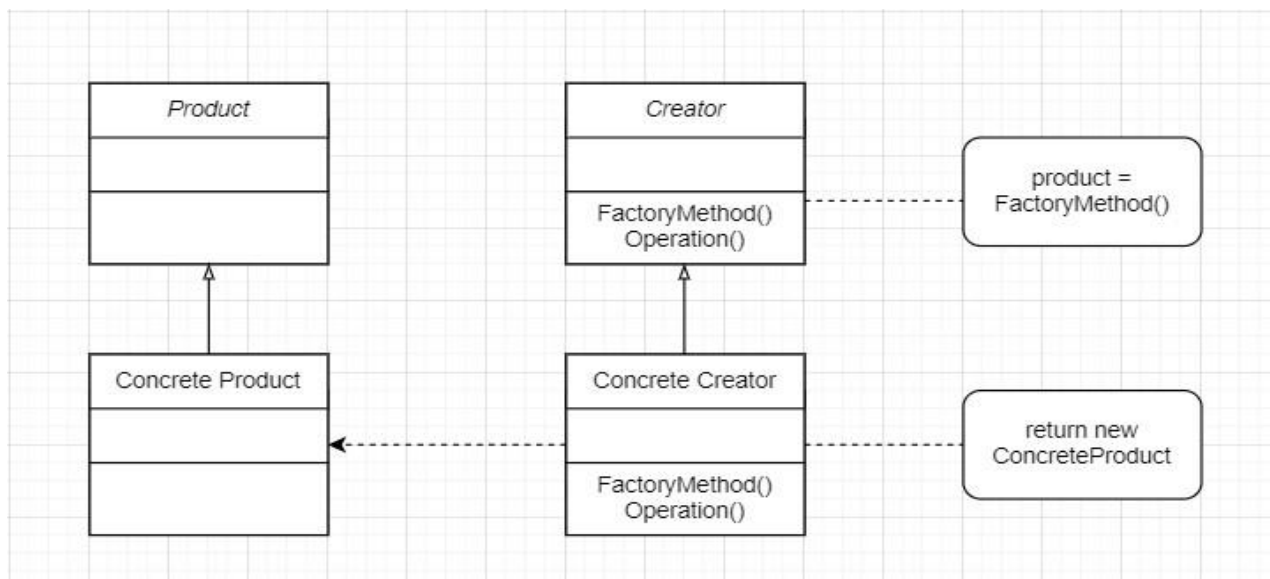 Product
Creator
product =
FactoryMethod()
FactoryMethod()
Operation()
Concrete Product
Concrete Creator
return new
ConcreteProduct
FactoryMethod()
Operation()